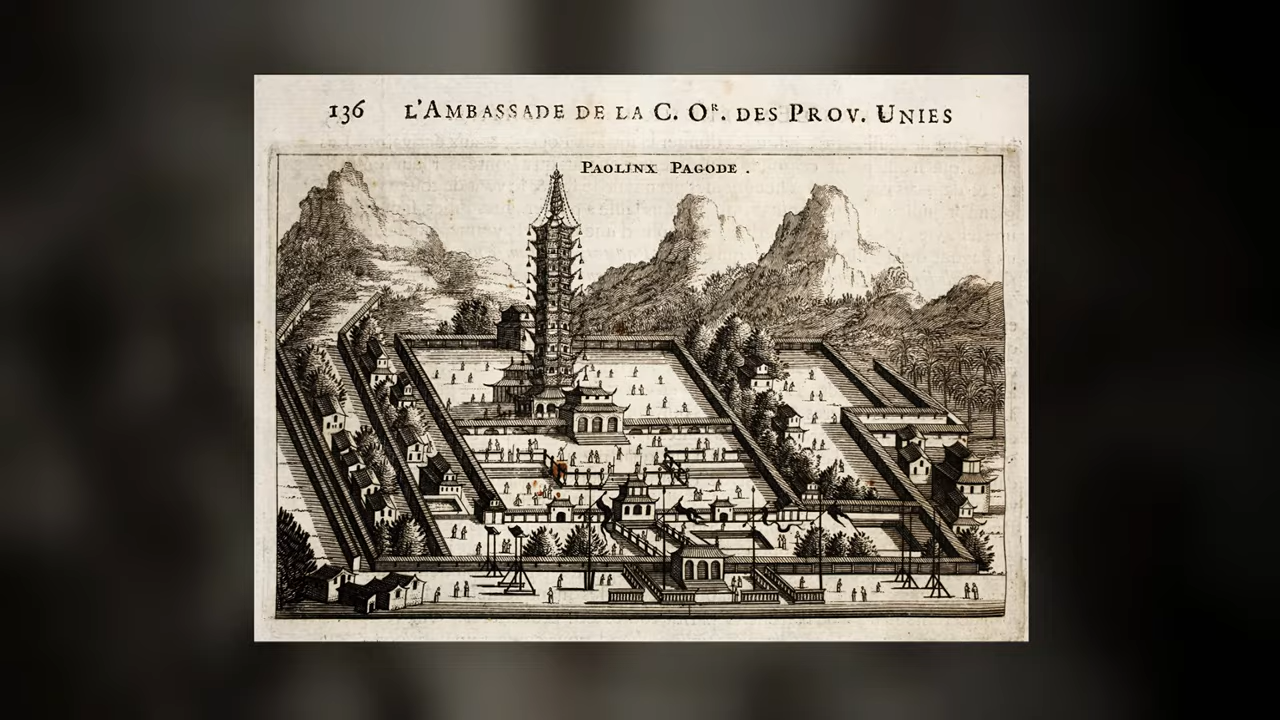 136 L'AMBASSADE DE LA C. Oᴿ. DES PROV. UNIES
PAOLINX PAGODE .